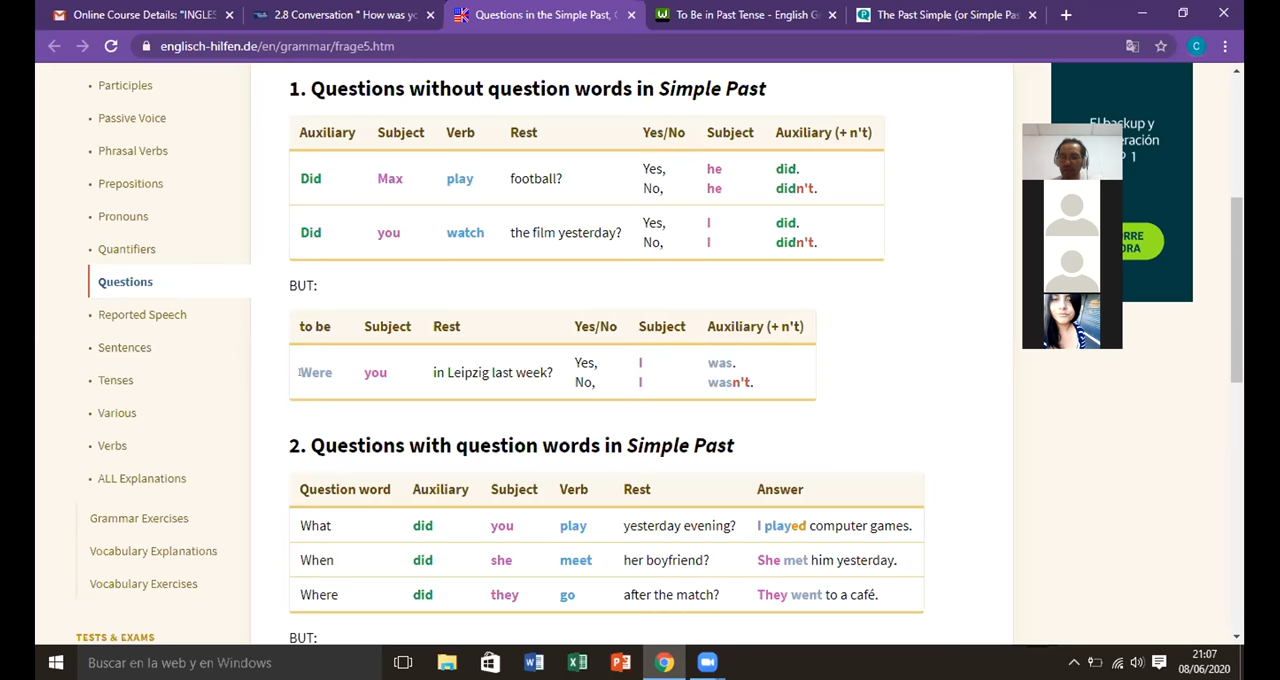 Online Course Details: "INGLES
2.8 Conversation " How was yo
Questions in the Simple Past,
To Be in Past Tense - English G
The Past Simple (or Simple Pas
englisch-hilfen.de/en/grammar/frage5.htm
C
Participles
Passive Voice
Phrasal Verbs
Prepositions
Pronouns
Quantifiers
Questions
Reported Speech
Sentences
Tenses
Various
Verbs
ALL Explanations
Grammar Exercises
Vocabulary Explanations
Vocabulary Exercises
TESTS & EXAMS
1. Questions without question words in Simple Past
Auxiliary Subject Verb Rest Yes/No Subject Auxiliary (+ n't)
Did Max play football? Yes, he did.
No, he didn't.
Did you watch the film yesterday? Yes, I did.
No, I didn't.
BUT:
to be Subject Rest Yes/No Subject Auxiliary (+ n't)
Were you in Leipzig last week? Yes, I was.
No, I wasn't.
2. Questions with question words in Simple Past
Question word Auxiliary Subject Verb Rest Answer
What did you play yesterday evening? I played computer games.
When did she meet her boyfriend? She met him yesterday.
Where did they go after the match? They went to a café.
BUT:
El backup y
eración
P 1
RRE
ORA
Buscar en la web y en Windows
21:07
08/06/2020